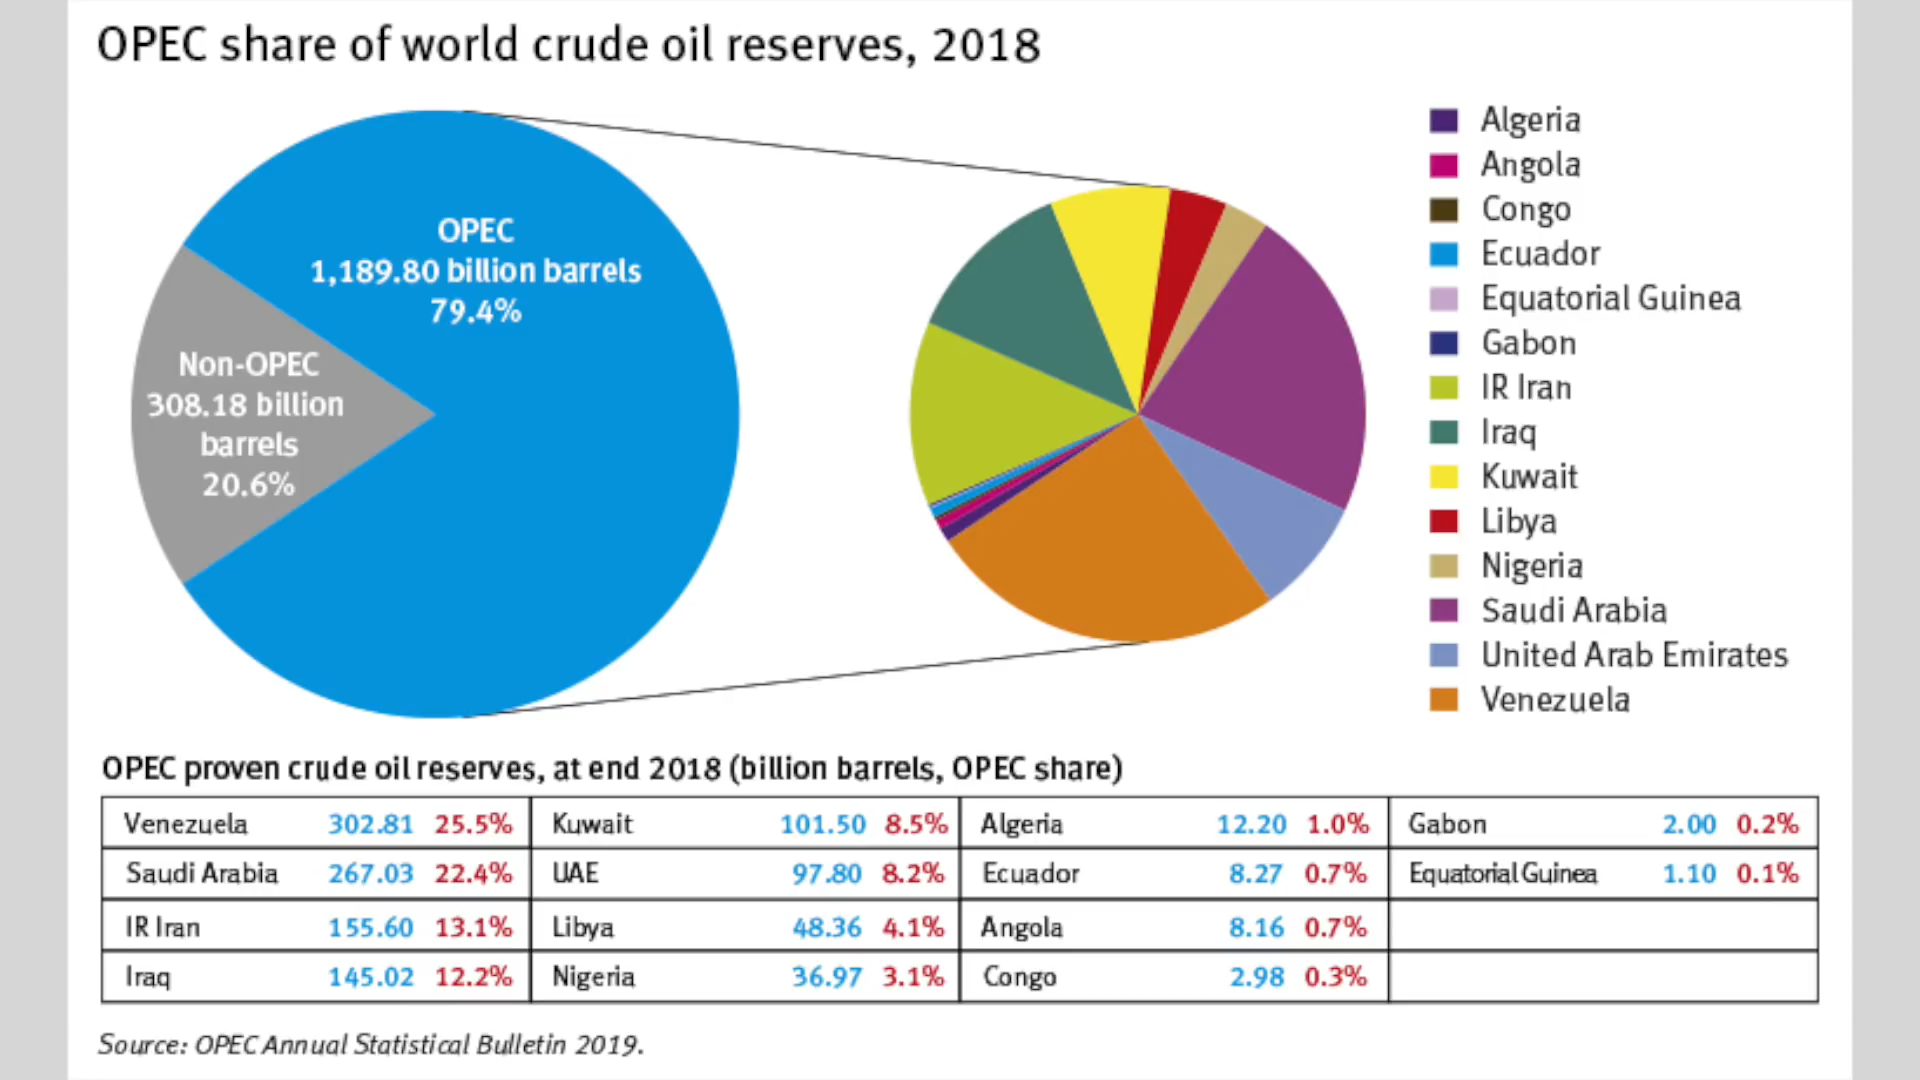 OPEC share of world crude oil reserves, 2018
OPEC
1,189.80 billion barrels
79.4%
Non-OPEC
308.18 billion
barrels
20.6%
Algeria
Angola
Congo
Ecuador
Equatorial Guinea
Gabon
IR Iran
Iraq
Kuwait
Libya
Nigeria
Saudi Arabia
United Arab Emirates
Venezuela
OPEC proven crude oil reserves, at end 2018 (billion barrels, OPEC share)
Venezuela 302.81 25.5% Kuwait 101.50 8.5% Algeria 12.20 1.0% Gabon 2.00 0.2%
Saudi Arabia 267.03 22.4% UAE 97.80 8.2% Ecuador 8.27 0.7% Equatorial Guinea 1.10 0.1%
IR Iran 155.60 13.1% Libya 48.36 4.1% Angola 8.16 0.7%
Iraq 145.02 12.2% Nigeria 36.97 3.1% Congo 2.98 0.3%
Source: OPEC Annual Statistical Bulletin 2019.